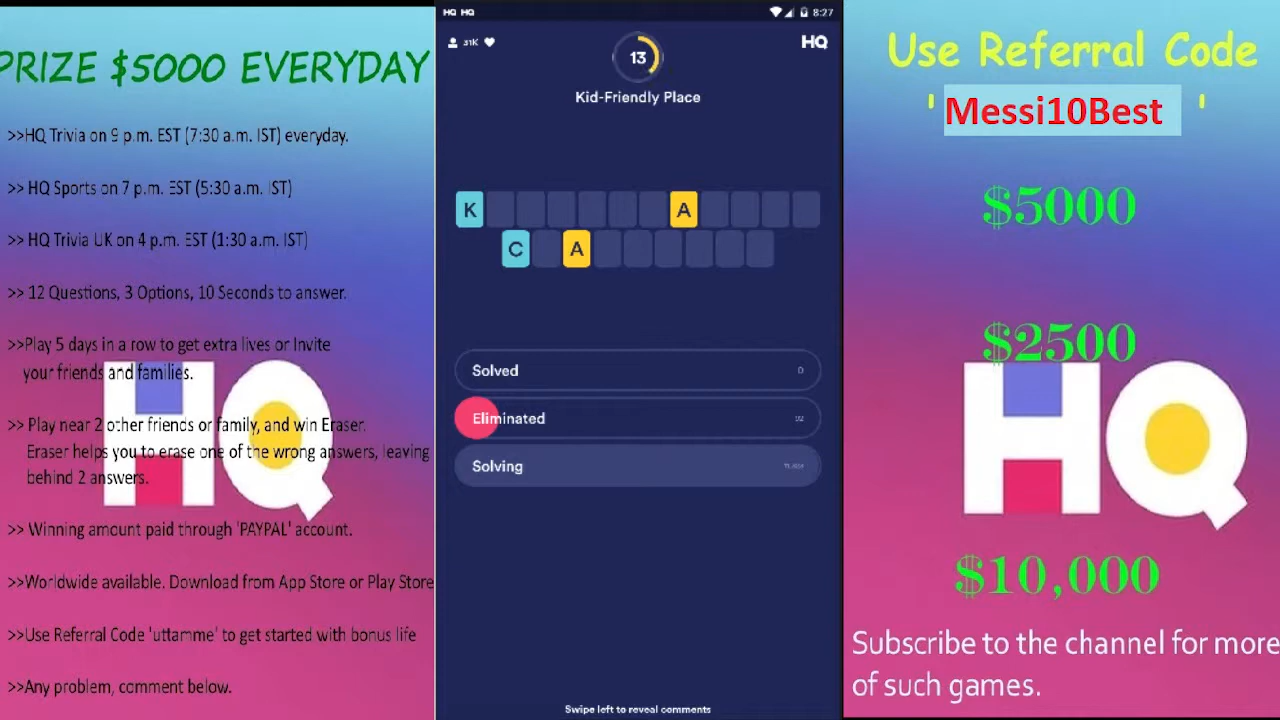 PRIZE $5000 EVERYDAY
>>HQ Trivia on 9 p.m. EST (7:30 a.m. IST) everyday.
>> HQ Sports on 7 p.m. EST (5:30 a.m. IST)
>> HQ Trivia UK on 4 p.m. EST (1:30 a.m. IST)
>> 12 Questions, 3 Options, 10 Seconds to answer.
>>Play 5 days in a row to get extra lives or Invite
your friends and families.
>> Play near 2 other friends or family, and win Eraser.
Eraser helps you to erase one of the wrong answers, leaving
behind 2 answers.
>> Winning amount paid through 'PAYPAL' account.
>>Worldwide available. Download from App Store or Play Store
>>Use Referral Code 'uttamme' to get started with bonus life
>>Any problem, comment below.
HQ
HQ HQ 8:27
31K 13 HQ
Kid-Friendly Place
K A
C A
Solved 0
Eliminated
Solving
Swipe left to reveal comments
Use Referral Code
' Messi10Best '
$5000
$2500
HQ
$10,000
Subscribe to the channel for more
of such games.